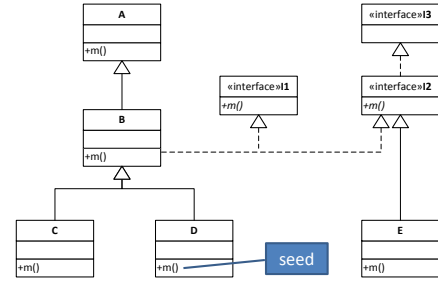 A
+m()
«interface»I3
«interface»I1
+m()
«interface»I2
+m()
B
+m()
C
+m()
D
+m()
seed
E
+m()